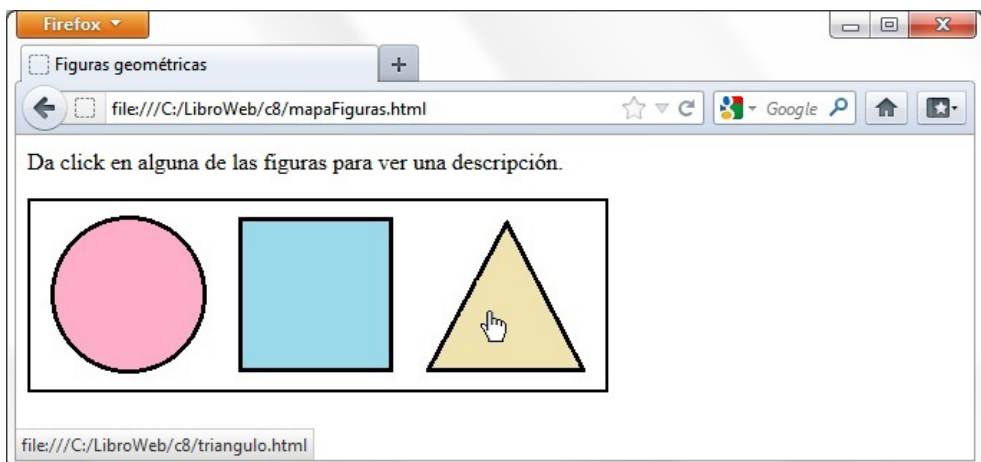 Firefox
Figuras geométricas
file:///C:/LibroWeb/c8/mapaFiguras.html
Google
Da click en alguna de las figuras para ver una descripción.
file:///C:/LibroWeb/c8/triangulo.html